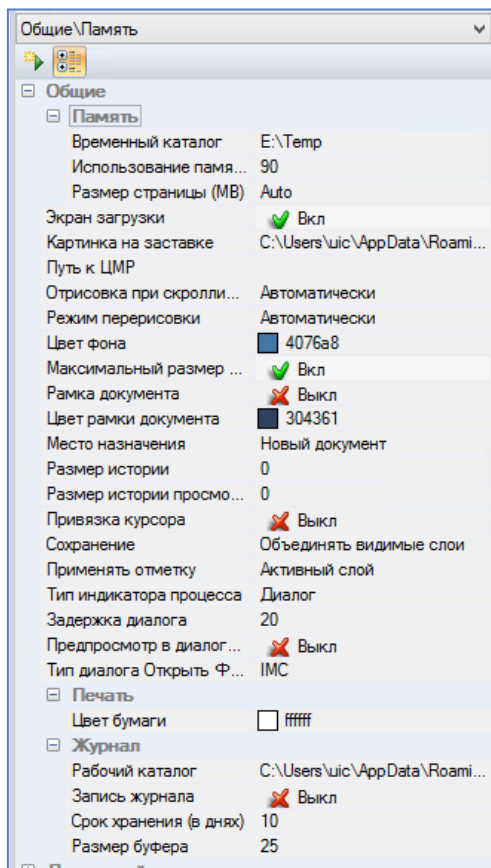 Общие\Память
Общие
Память
Временный каталог E:\Temp
Использование памя... 90
Размер страницы (MB) Auto
Экран загрузки Вкл
Картинка на заставке C:\Users\uic\AppData\Roami...
Путь к ЦМР
Отрисовка при скролли... Автоматически
Режим перерисовки Автоматически
Цвет фона 4076a8
Максимальный размер ... Вкл
Рамка документа Выкл
Цвет рамки документа 304361
Место назначения Новый документ
Размер истории 0
Размер истории просмо... 0
Привязка курсора Выкл
Сохранение Объединять видимые слои
Применять отметку Активный слой
Тип индикатора процесса Диалог
Задержка диалога 20
Предпросмотр в диалог... Выкл
Тип диалога Открыть Ф... IMC
Печать
Цвет бумаги ffffff
Журнал
Рабочий каталог C:\Users\uic\AppData\Roami...
Запись журнала Выкл
Срок хранения (в днях) 10
Размер буфера 25